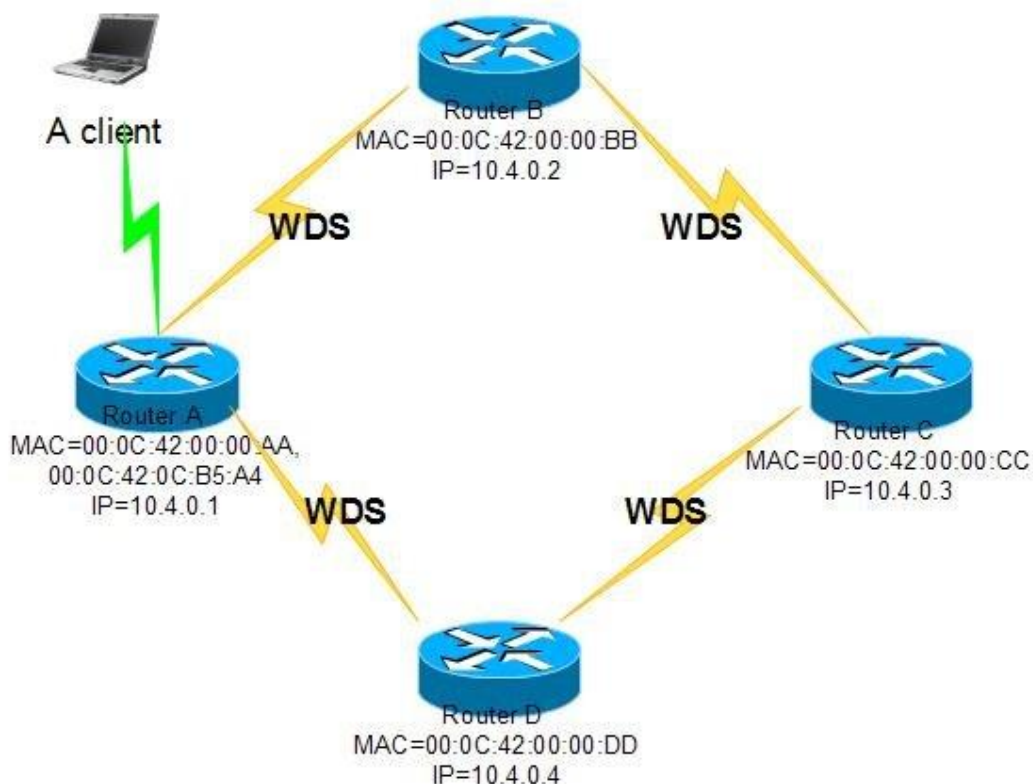 A client
Router B
MAC=00:0C:42:00:00:BB
IP=10.4.0.2
WDS
WDS
Router A
MAC=00:0C:42:00:00:AA,
00:0C:42:0C:B5:A4
IP=10.4.0.1
Router C
MAC=00:0C:42:00:00:CC
IP=10.4.0.3
WDS
WDS
Router D
MAC=00:0C:42:00:00:DD
IP=10.4.0.4